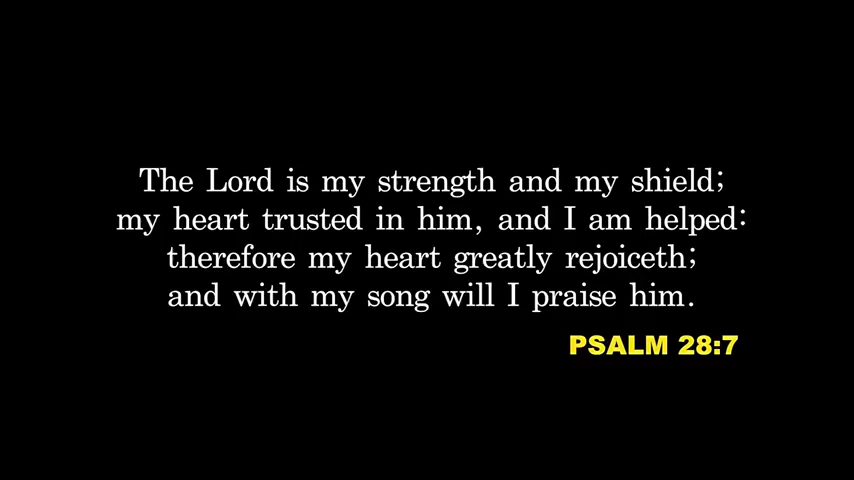 The Lord is my strength and my shield;
my heart trusted in him, and I am helped:
therefore my heart greatly rejoiceth;
and with my song will I praise him.
PSALM 28:7